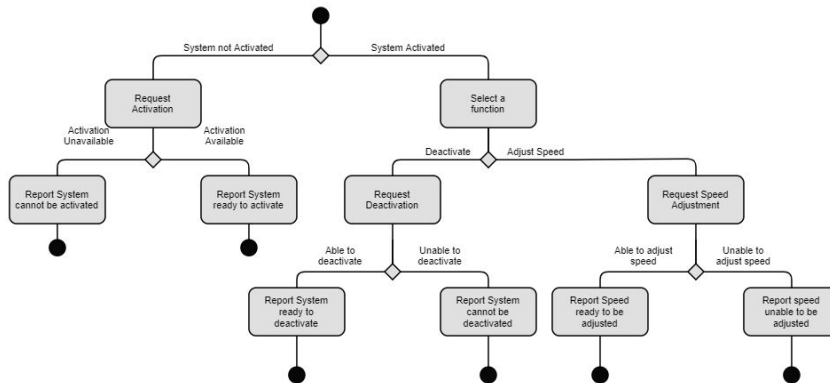 System not Activated
System Activated
Request
Activation
Select a
function
Activation
Unavailable
Activation
Available
Deactivate
Adjust Speed
Report System
cannot be activated
Report System
ready to activate
Request
Deactivation
Request Speed
Adjustment
Able to
deactivate
Unable to
deactivate
Able to adjust
speed
Unable to
adjust speed
Report System
ready to
deactivate
Report System
cannot be
deactivated
Report Speed
ready to be
adjusted
Report speed
unable to be
adjusted